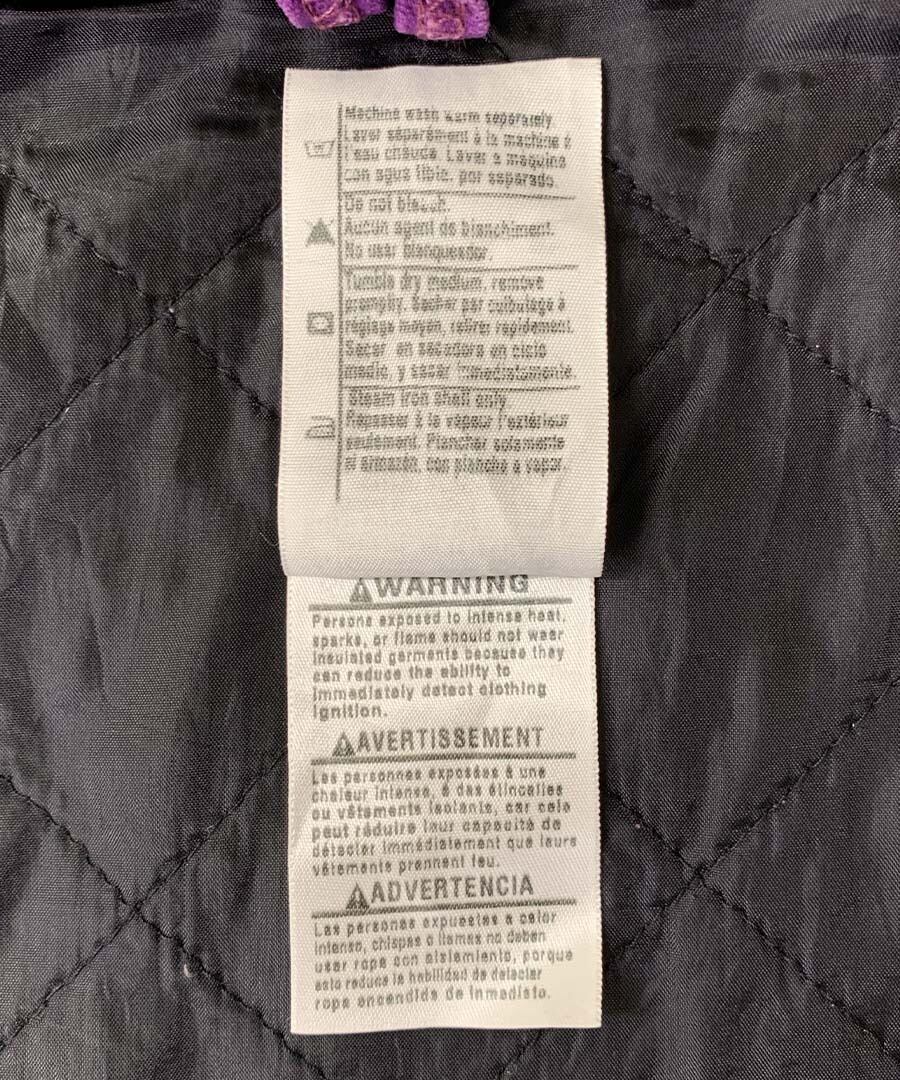 Machine wash warm separately
Laver séparément à la machine à
l'eau chaude. Lavar a maquina
con agua tibia, por separado.
Do not bleach.
Aucun agent de blanchiment.
No usar blanqueador.
Tumble dry medium, remove
promptly. Sécher par culbutage à
réglage moyen, retirer rapidement.
Secar en secadora en ciclo
medio, y sacar immediatamente.
Steam iron shell only
Repasser à la vapeur l'extérieur
seulement. Planchar solamente
el armazón, con plancha a vapor.
WARNING
Persons exposed to intense heat,
sparks, or flame should not wear
insulated garments because they
can reduce the ability to
immediately detect clothing
ignition.
AVERTISSEMENT
Les personnes exposées à une
chaleur intense, à des étincelles
ou vêtements isolants, car cela
peut réduire leur capacité de
détecter immédiatement que leurs
vêtements prennent feu.
ADVERTENCIA
Las personas expuestas a calor
intenso, chispas o llamas no deben
usar ropa con aislamiento, porque
esto reduce la habilidad de detectar
ropa encendida de inmediato.